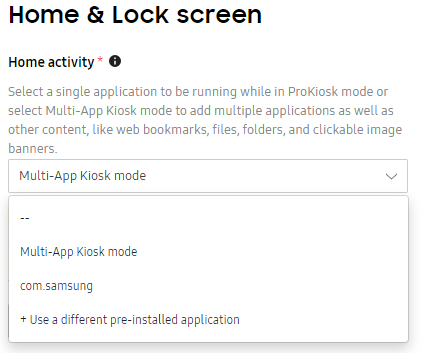 Home & Lock screen
Home activity *
Select a single application to be running while in ProKiosk mode or
select Multi-App Kiosk mode to add multiple applications as well as
other content, like web bookmarks, files, folders, and clickable image
banners.
Multi-App Kiosk mode
--
Multi-App Kiosk mode
com.samsung
+ Use a different pre-installed application